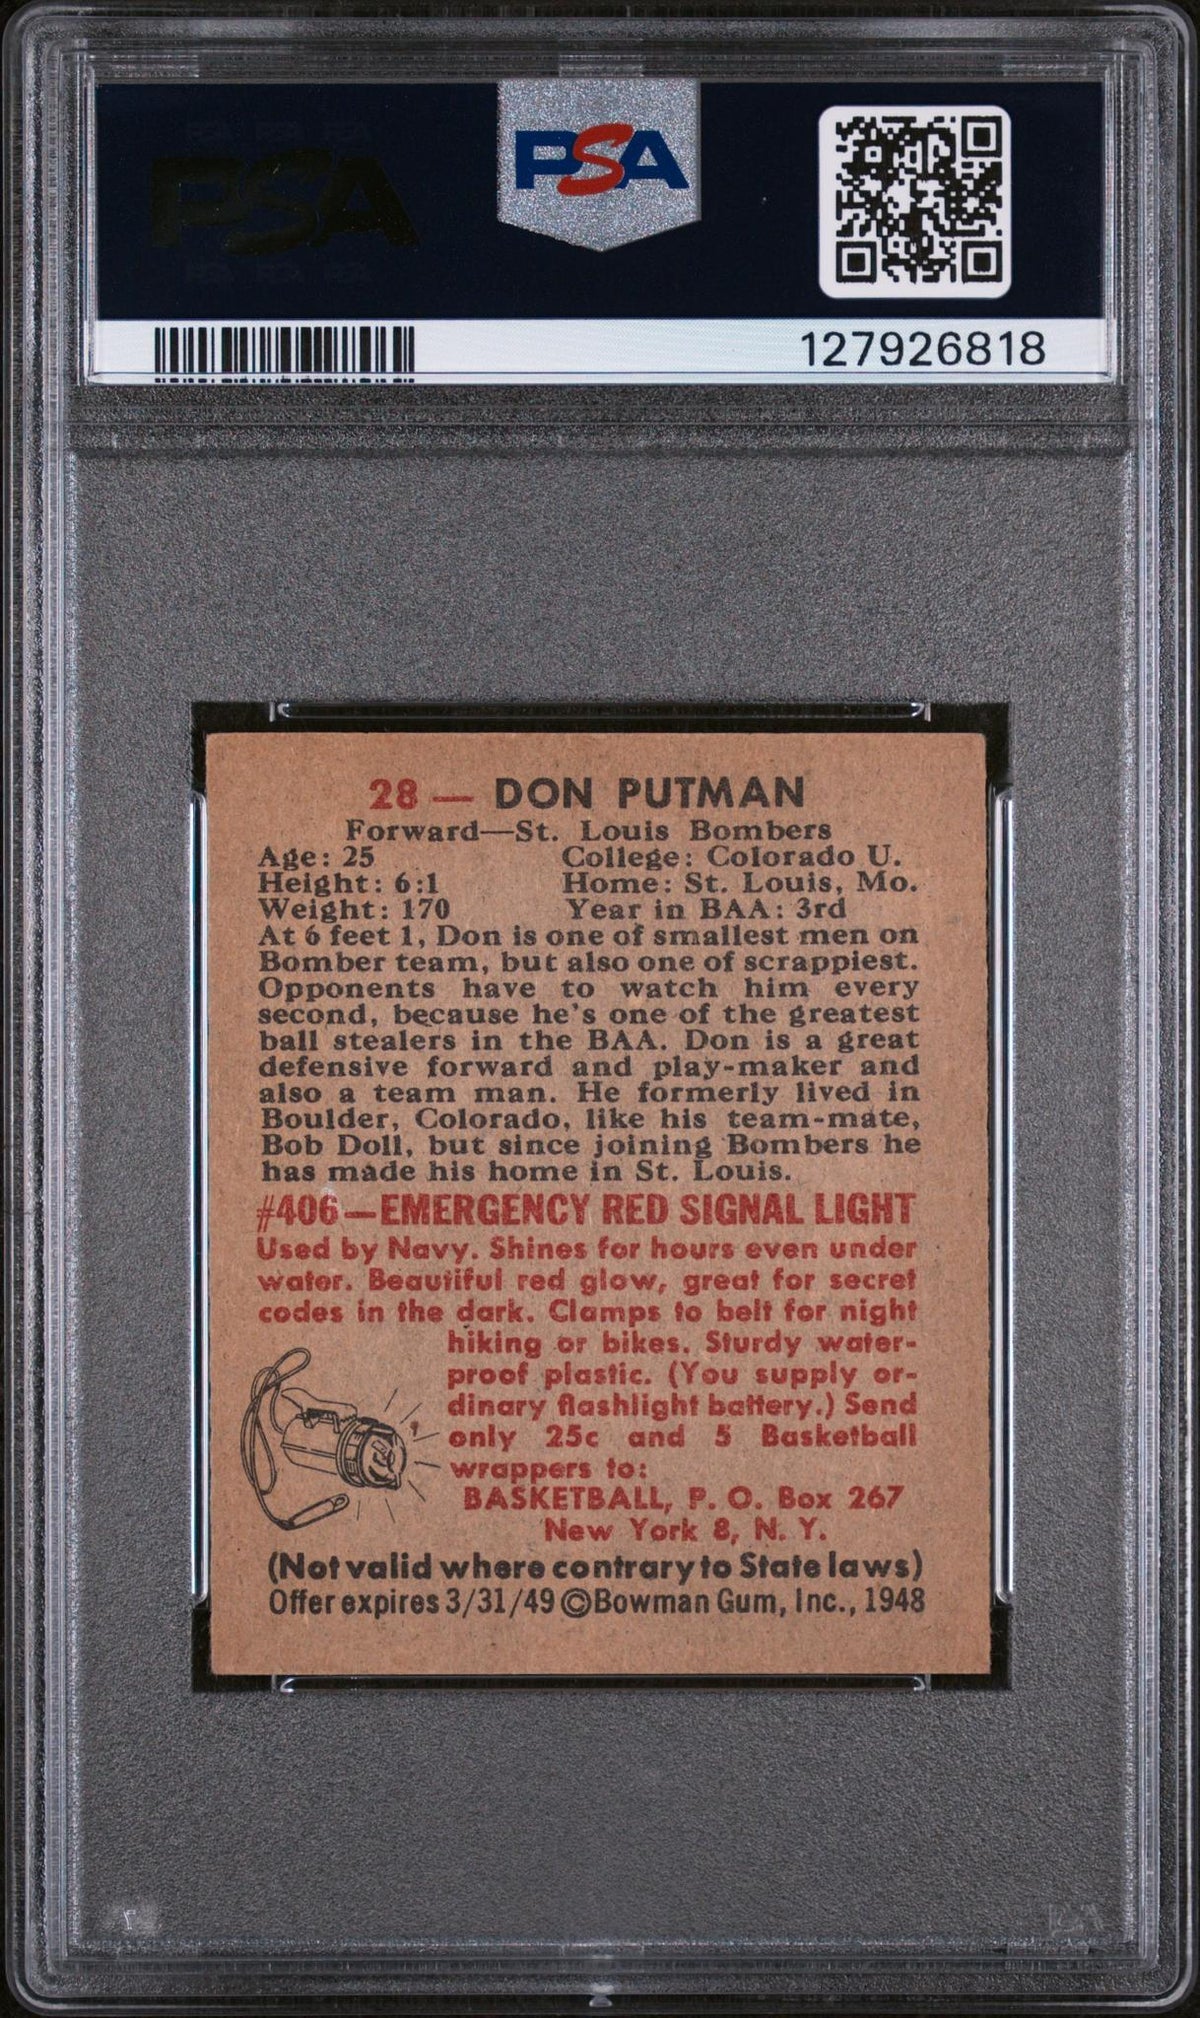 PSA
PSA
127926818
28 — DON PUTMAN
Forward—St. Louis Bombers
Age: 25 College: Colorado U.
Height: 6:1 Home: St. Louis, Mo.
Weight: 170 Year in BAA: 3rd
At 6 feet 1, Don is one of smallest men on
Bomber team, but also one of scrappiest.
Opponents have to watch him every
second, because he's one of the greatest
ball stealers in the BAA. Don is a great
defensive forward and play-maker and
also a team man. He formerly lived in
Boulder, Colorado, like his team-mate,
Bob Doll, but since joining Bombers he
has made his home in St. Louis.
#406—EMERGENCY RED SIGNAL LIGHT
Used by Navy. Shines for hours even under
water. Beautiful red glow, great for secret
codes in the dark. Clamps to belt for night
hiking or bikes. Sturdy water-
proof plastic. (You supply or-
dinary flashlight battery.) Send
only 25c and 5 Basketball
wrappers to:
BASKETBALL, P. O. Box 267
New York 8, N. Y.
(Not valid where contrary to State laws)
Offer expires 3/31/49 ©Bowman Gum, Inc., 1948